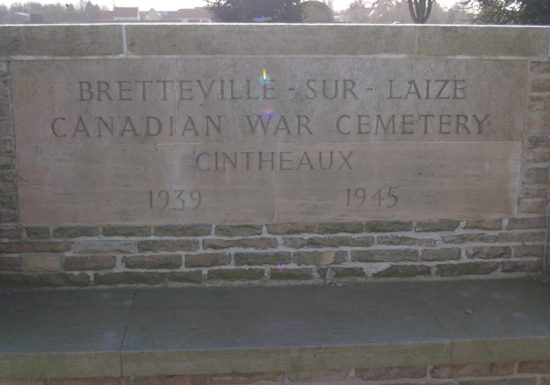 BRETTEVILLE - SUR - LAIZE
CANADIAN WAR CEMETERY
CINTHEAUX
1939 1945